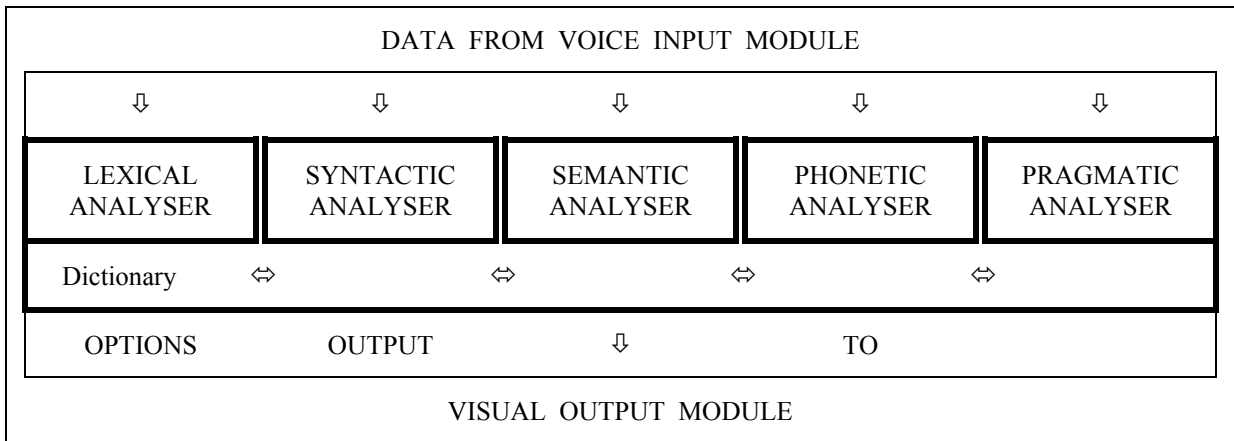 DATA FROM VOICE INPUT MODULE
⇩ ⇩ ⇩ ⇩ ⇩
LEXICAL SYNTACTIC SEMANTIC PHONETIC PRAGMATIC
ANALYSER ANALYSER ANALYSER ANALYSER ANALYSER
Dictionary ⇔ ⇔ ⇔ ⇔
OPTIONS OUTPUT ⇩ TO
VISUAL OUTPUT MODULE